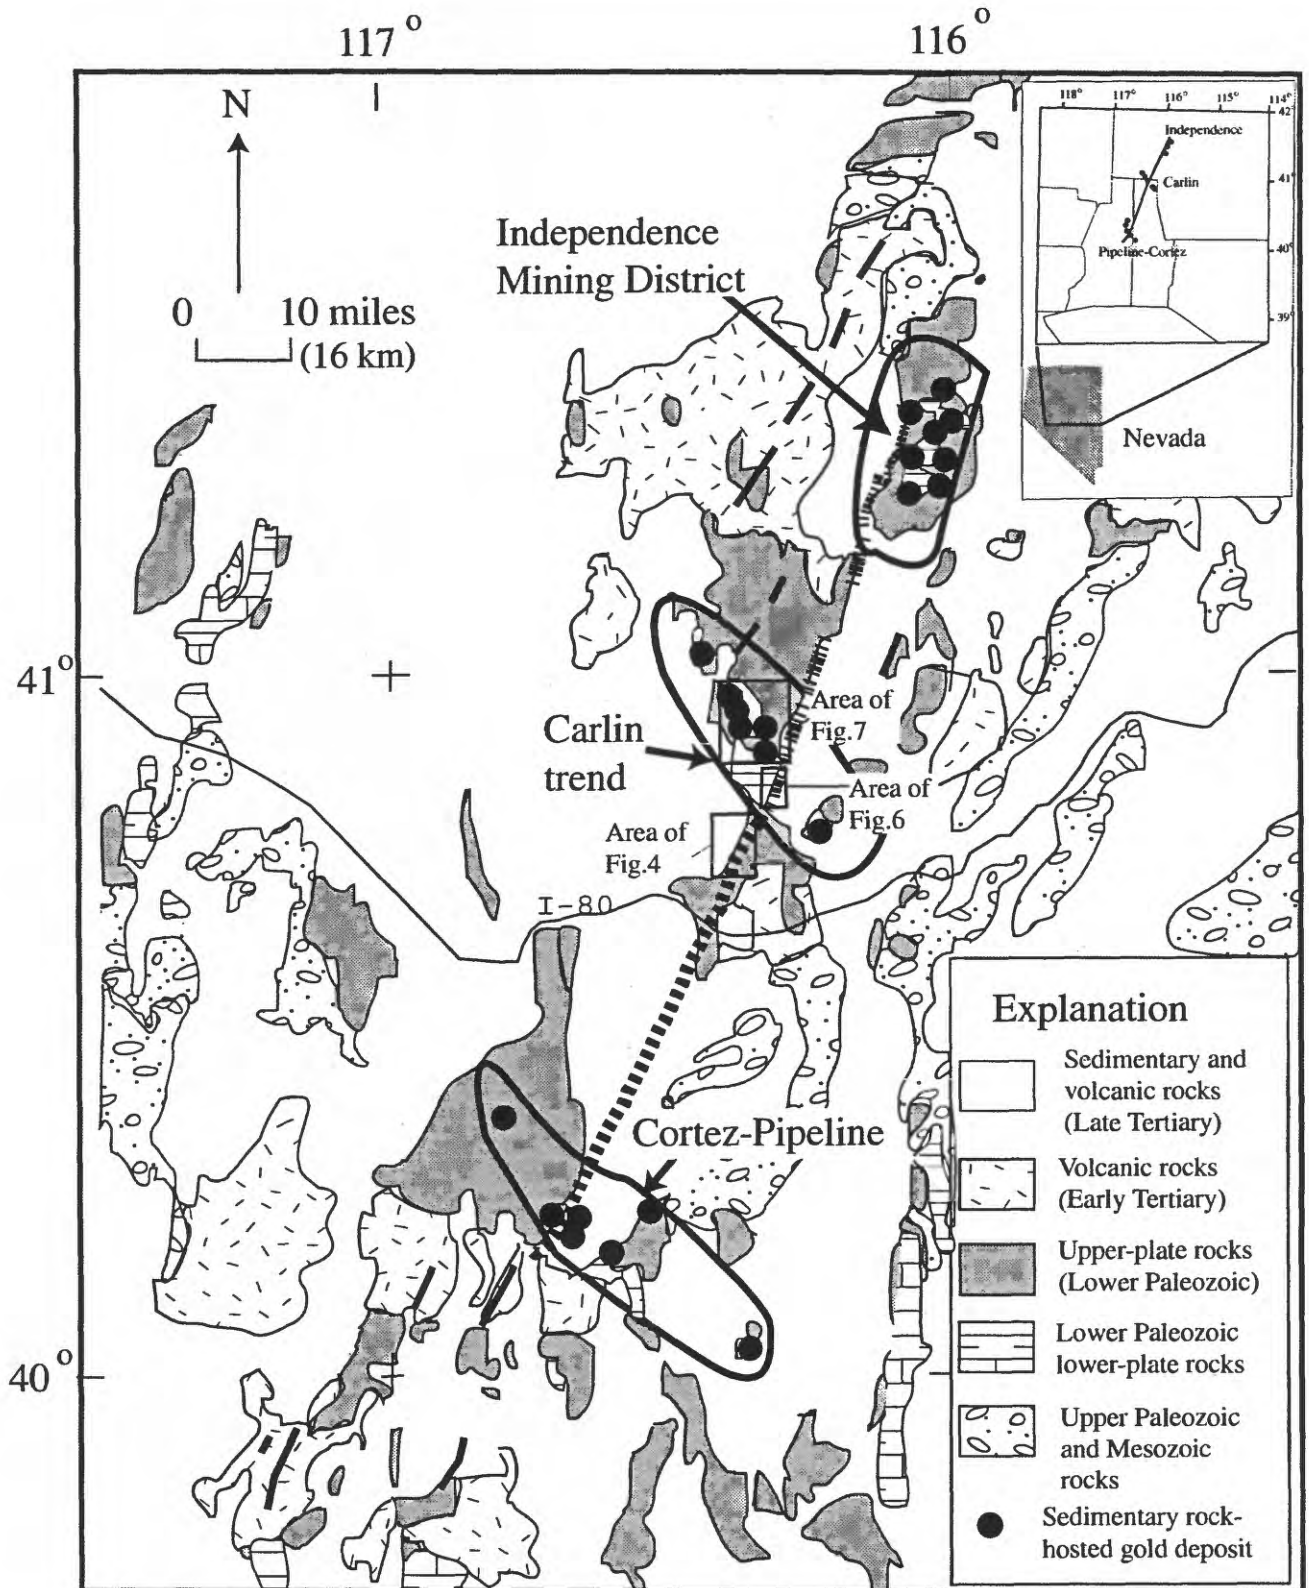 117°
116°
N
0 10 miles
(16 km)
Independence
Mining District
118° 117° 116° 115° 114°
42°
Independence
41°
Carlin
40°
Pipeline-Cortez
39°
Nevada
41°
Carlin
trend
Area of
Fig.7
Area of
Fig.6
Area of
Fig.4
I-80
Cortez-Pipeline
40°
Explanation
Sedimentary and
volcanic rocks
(Late Tertiary)
Volcanic rocks
(Early Tertiary)
Upper-plate rocks
(Lower Paleozoic)
Lower Paleozoic
lower-plate rocks
Upper Paleozoic
and Mesozoic
rocks
Sedimentary rock-
hosted gold deposit